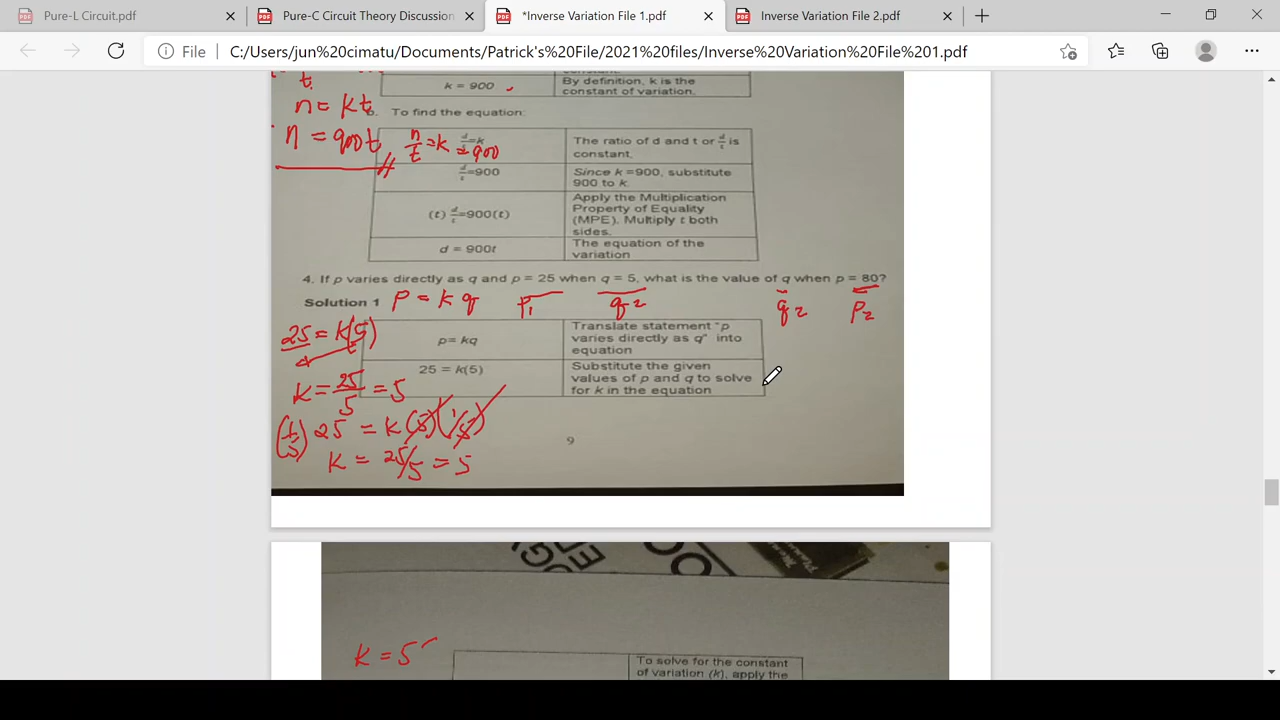 Pure-L Circuit.pdf
Pure-C Circuit Theory Discussion
*Inverse Variation File 1.pdf
Inverse Variation File 2.pdf
File
C:/Users/jun%20cimatu/Documents/Patrick's%20File/2021%20files/Inverse%20Variation%20File%201.pdf
constant.
t
k = 900
By definition, k is the
constant of variation.
n = kt
To find the equation:
n = 900t
n/t = k = 900
d/t = k
The ratio of d and t or d/t is
constant.
d/t = 900
Since k = 900, substitute
900 to k.
(t) d/t = 900(t)
Apply the Multiplication
Property of Equality
(MPE). Multiply t both
sides.
d = 900t
The equation of the
variation
4. If p varies directly as q and p = 25 when q = 5, what is the value of q when p = 80?
Solution 1
P = k q
P1
q2
q2
P2
25 = k(5)
p= kq
Translate statement "p
varies directly as q" into
equation
25 = k(5)
Substitute the given
values of p and q to solve
for k in the equation
k = 25/5 = 5
(1/5) 25 = k(5)(1/5)
k = 25/5 = 5
9
k = 5
To solve for the constant
of variation (k), apply the